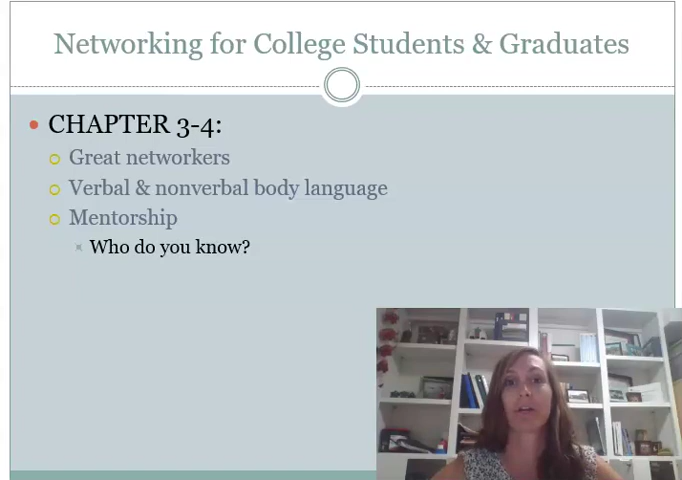 Networking for College Students & Graduates
CHAPTER 3-4:
Great networkers
Verbal & nonverbal body language
Mentorship
Who do you know?